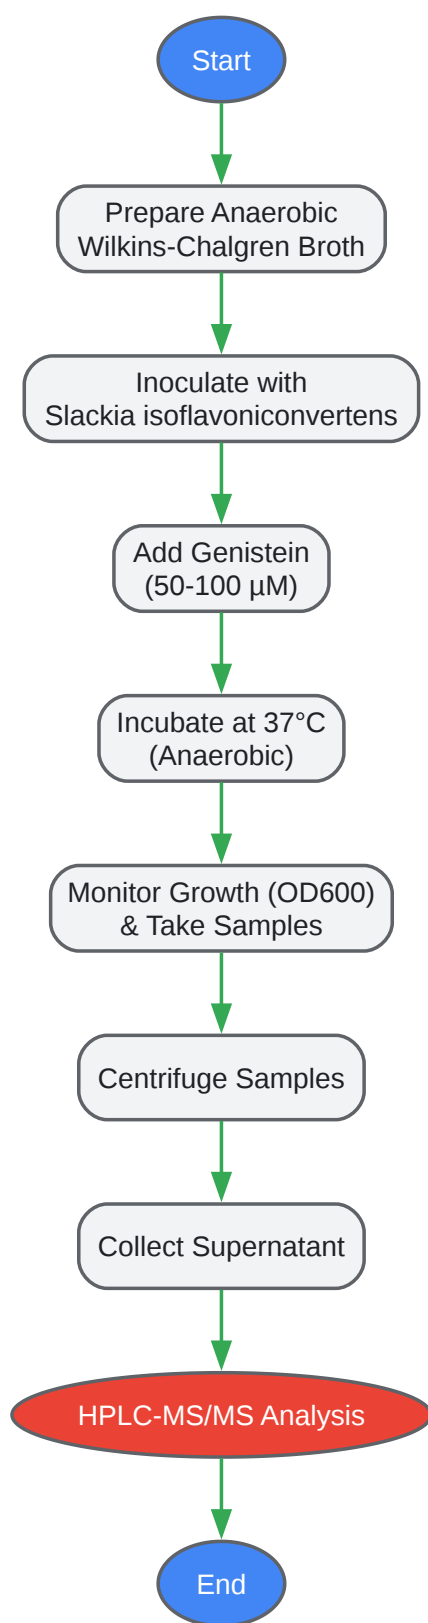 Start
Prepare Anaerobic
Wilkins-Chalgren Broth
Inoculate with
Slackia isoflavoniconvertens
Add Genistein
(50-100 µM)
Incubate at 37°C
(Anaerobic)
Monitor Growth (OD600)
& Take Samples
Centrifuge Samples
Collect Supernatant
HPLC-MS/MS Analysis
End